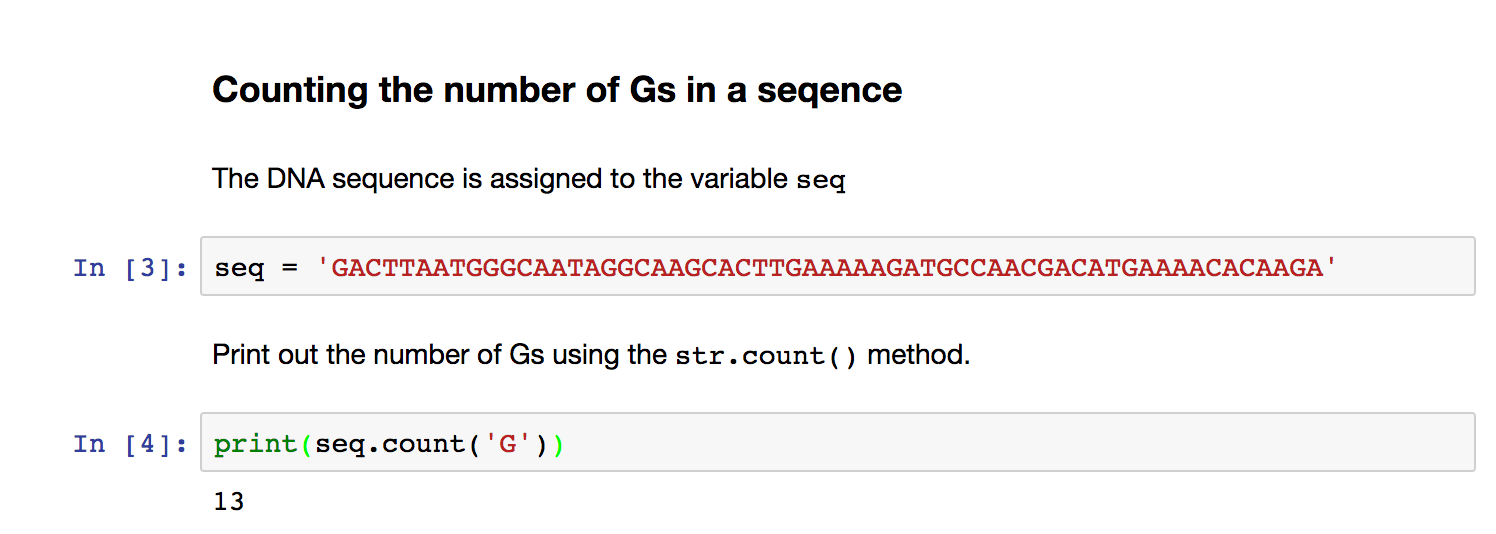 Counting the number of Gs in a seqence
The DNA sequence is assigned to the variable seq
In [3]: seq = 'GACTTAATGGGCAATAGGCAAGCACTTGAAAAAGATGCCAACGACATGAAAACACAAGA'
Print out the number of Gs using the str.count() method.
In [4]: print(seq.count('G'))
13